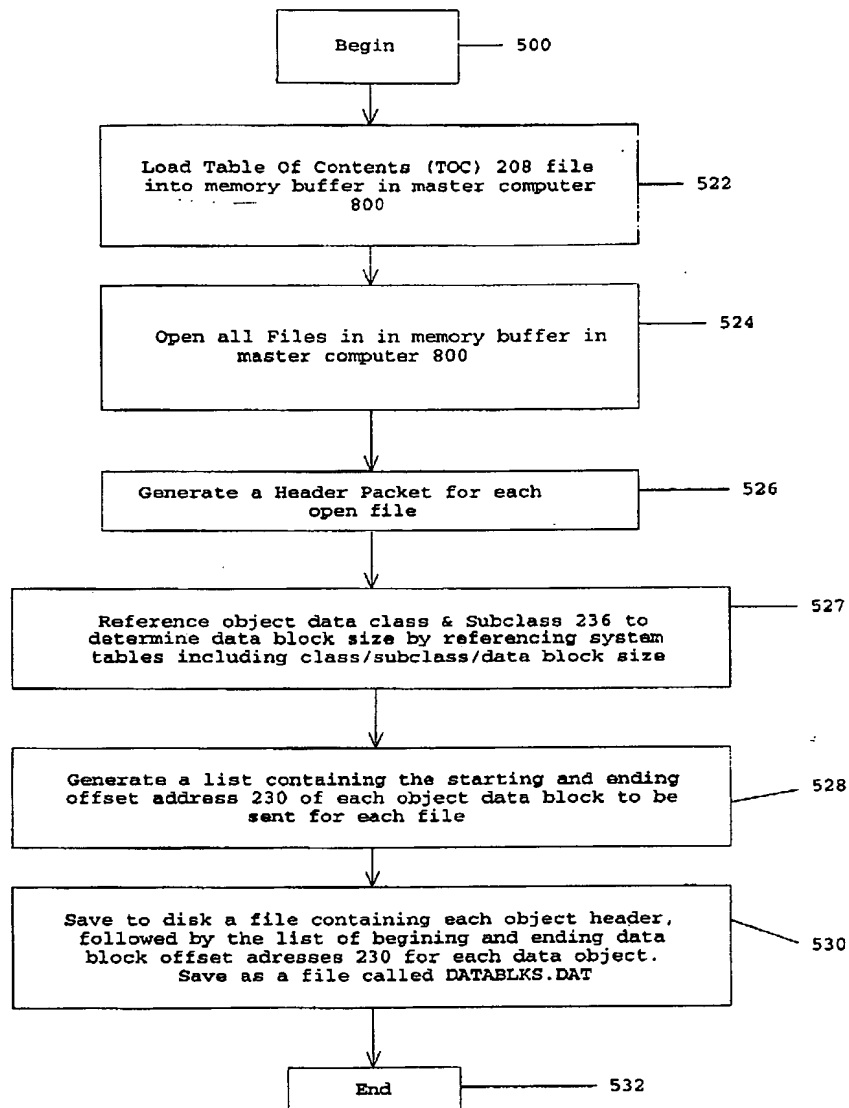 Begin
500
Load Table Of Contents (TOC) 208 file
into memory buffer in master computer
800
522
Open all Files in in memory buffer in
master computer 800
524
Generate a Header Packet for each
open file
526
Reference object data class & Subclass 236 to
determine data block size by referencing system
tables including class/subclass/data block size
527
Generate a list containing the starting and ending
offset address 230 of each object data block to be
sent for each file
528
Save to disk a file containing each object header,
followed by the list of begining and ending data
block offset adresses 230 for each data object.
Save as a file called DATABLKS.DAT
530
End
532